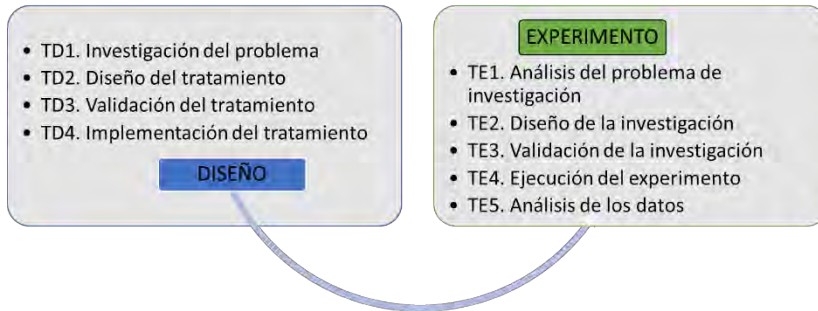 • TD1. Investigación del problema
• TD2. Diseño del tratamiento
• TD3. Validación del tratamiento
• TD4. Implementación del tratamiento
DISEÑO
EXPERIMENTO
• TE1. Análisis del problema de
investigación
• TE2. Diseño de la investigación
• TE3. Validación de la investigación
• TE4. Ejecución del experimento
• TE5. Análisis de los datos